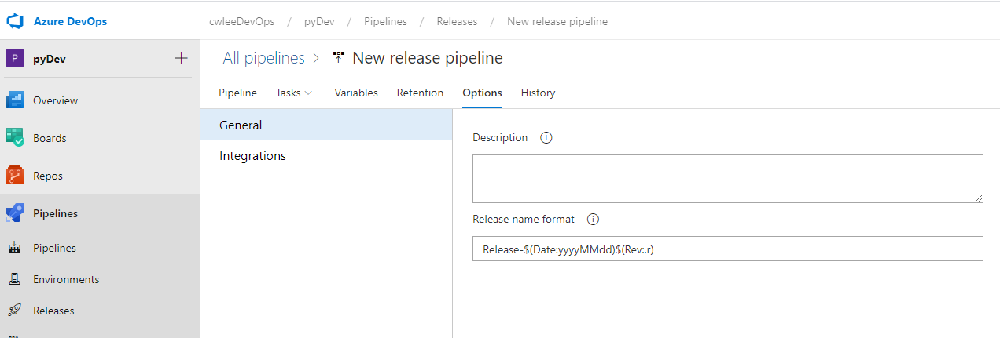 Azure DevOps
cwleeDevOps / pyDev / Pipelines / Releases / New release pipeline
P pyDev
Overview
Boards
Repos
Pipelines
Pipelines
Environments
Releases
All pipelines > New release pipeline
Pipeline Tasks Variables Retention Options History
General
Integrations
Description
Release name format
Release-$(Date:yyyyMMdd)$(Rev:.r)